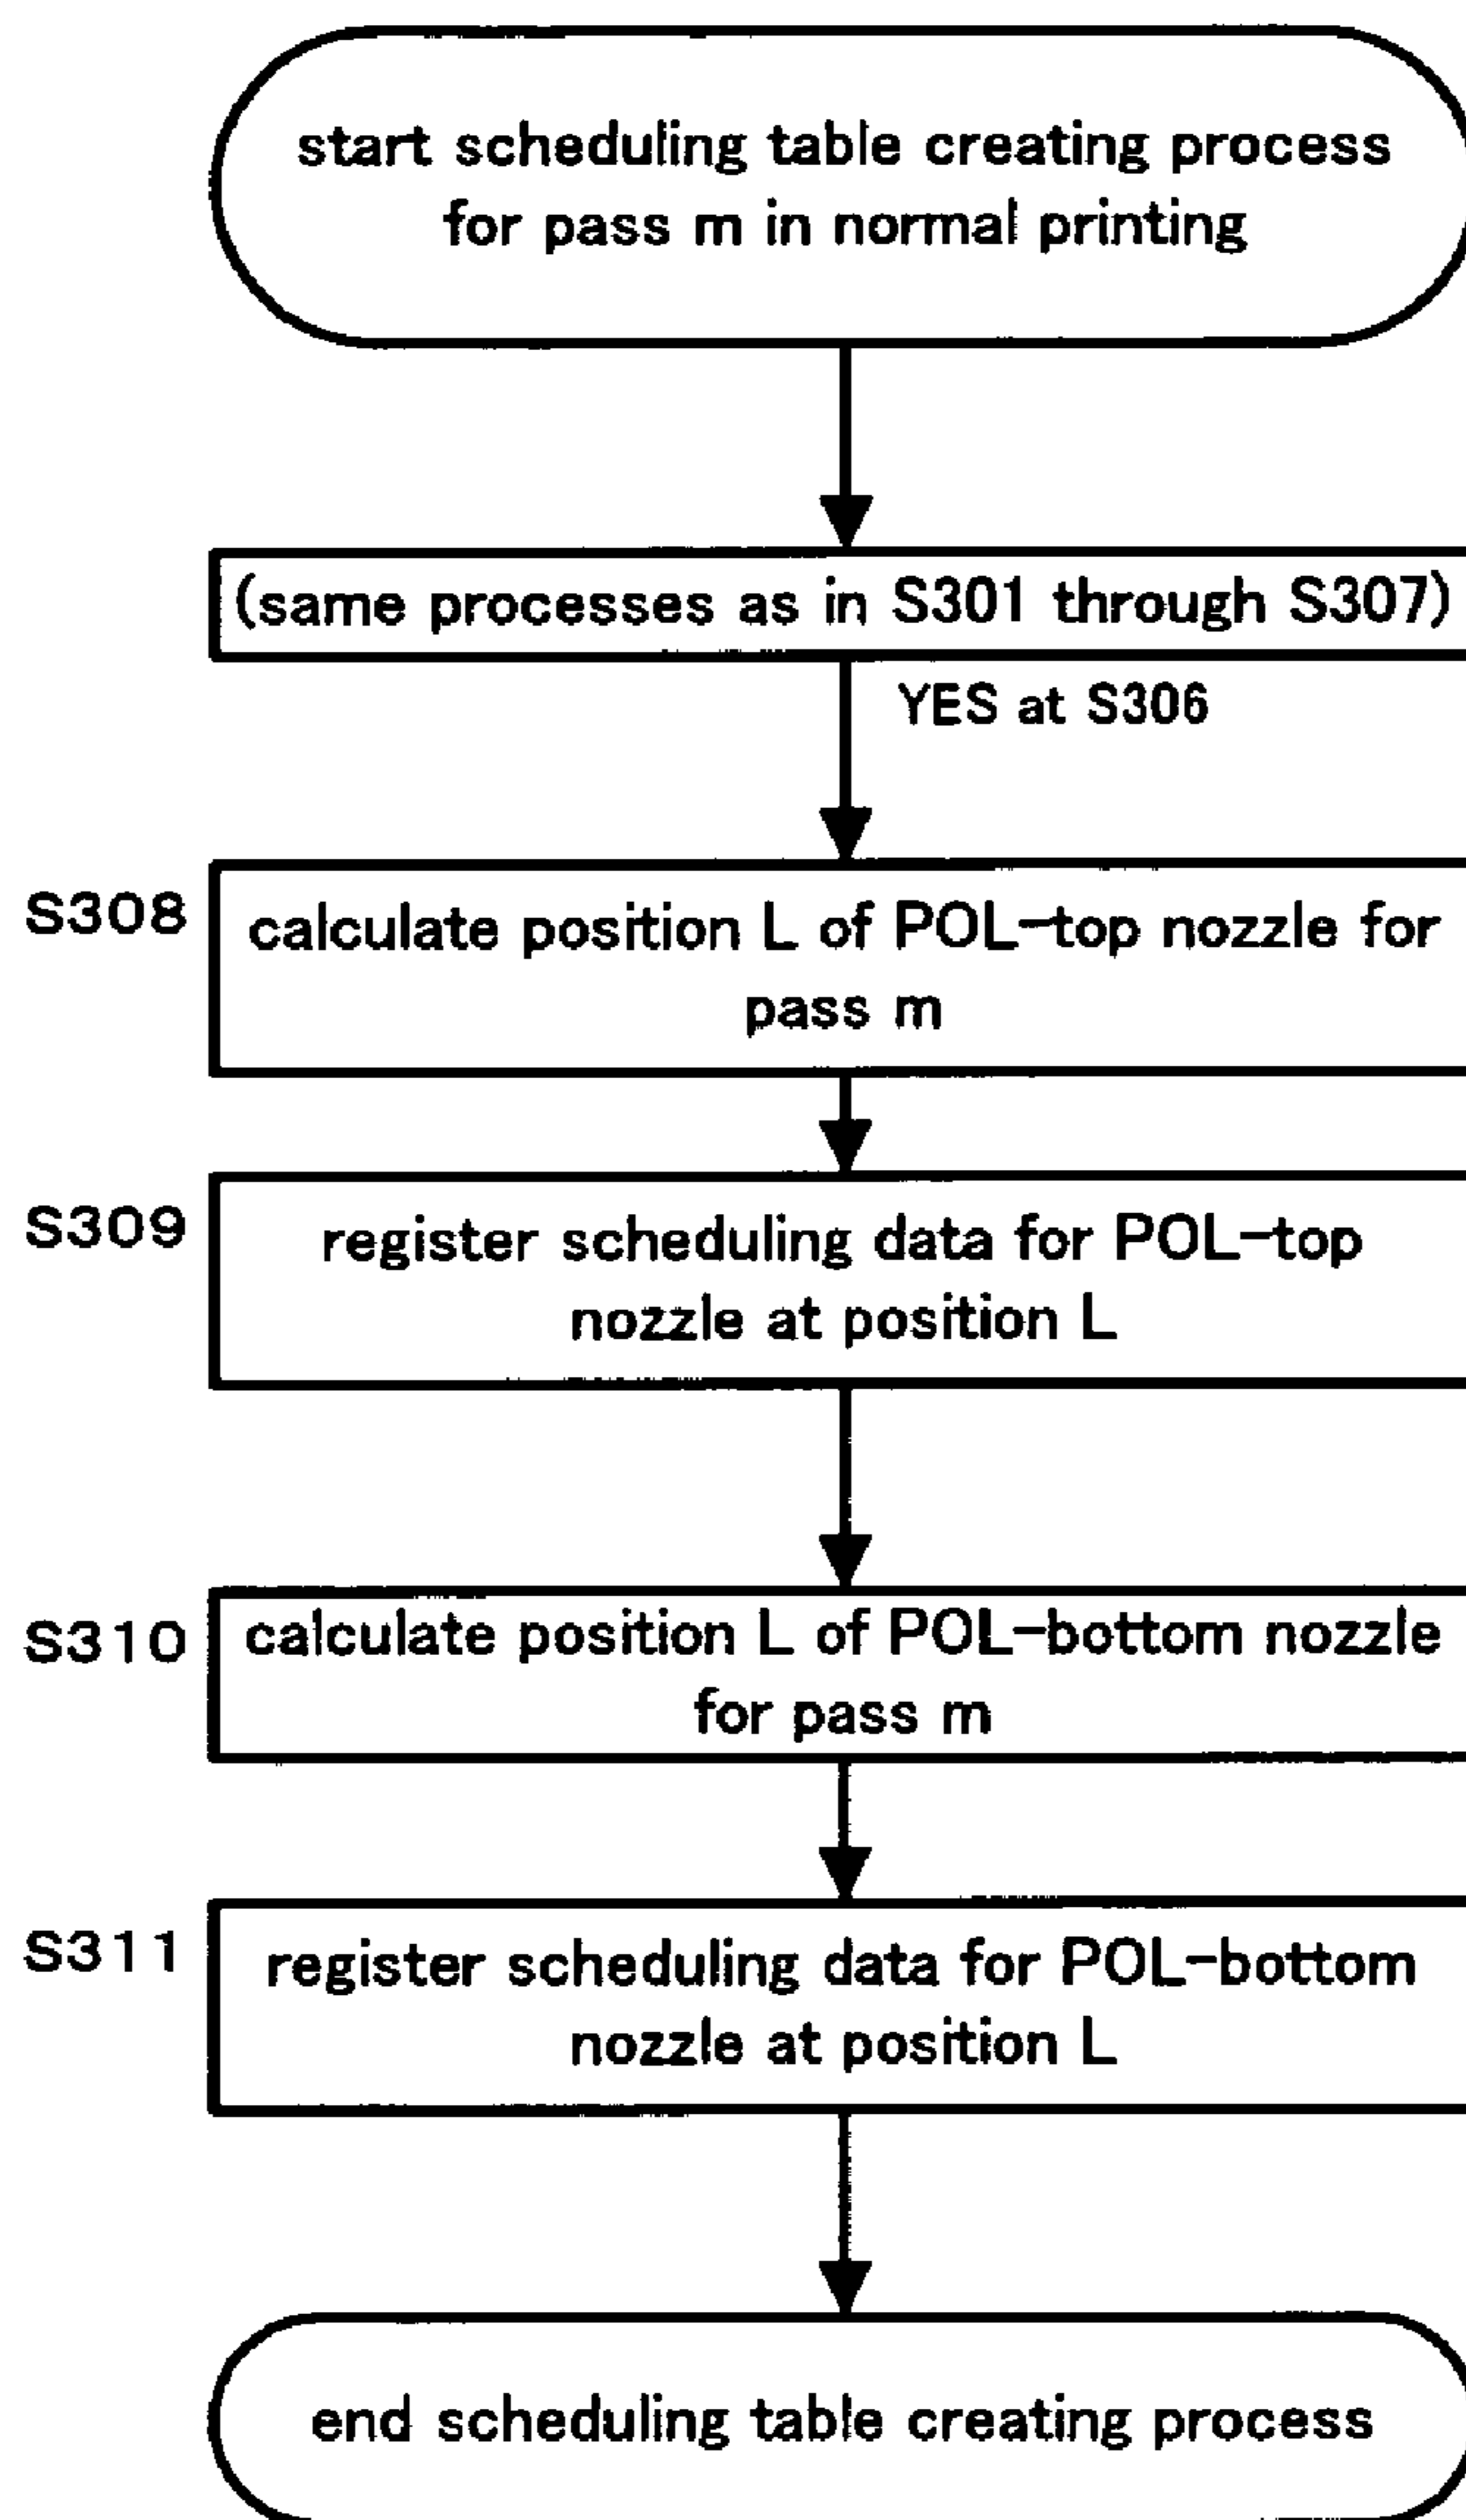 start scheduling table creating process
for pass m in normal printing
(same processes as in S301 through S307)
YES at S306
S308
calculate position L of POL-top nozzle for
pass m
S309
register scheduling data for POL-top
nozzle at position L
S310
calculate position L of POL-bottom nozzle
for pass m
S311
register scheduling data for POL-bottom
nozzle at position L
end scheduling table creating process